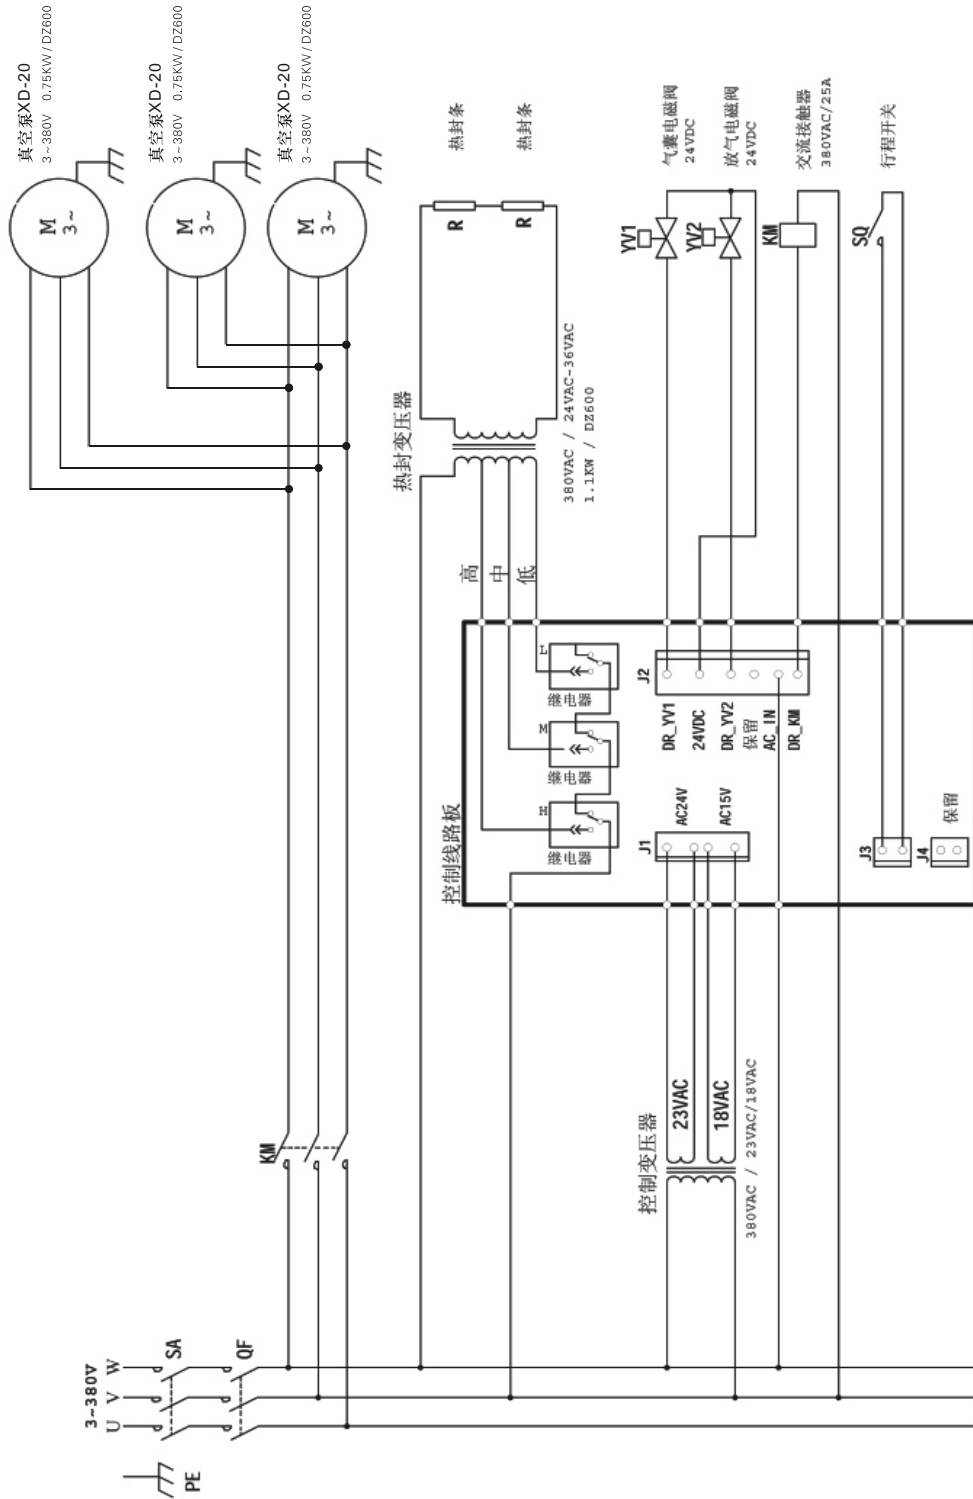 真空泵XD-20
3~380V 0.75KW / DZ600
真空泵XD-20
3~380V 0.75KW / DZ600
真空泵XD-20
3~380V 0.75KW / DZ600
M
3~
M
3~
M
3~
KM
3~380V
U
V
W
SA
QF
PE
热封条
热封条
R
R
热封变压器
380VAC / 24VAC-36VAC
1.1KW / DZ600
高
中
低
控制线路板
H
继电器
M
继电器
L
继电器
气囊电磁阀
24VDC
放气电磁阀
24VDC
交流接触器
380VAC/25A
行程开关
YV1
YV2
KM
SQ
J2
DR_YV1
24VDC
DR_YV2
保留
AC_IN
DR_KM
J1
AC24V
AC15V
J3
J4
保留
控制变压器
23VAC
18VAC
380VAC / 23VAC/18VAC